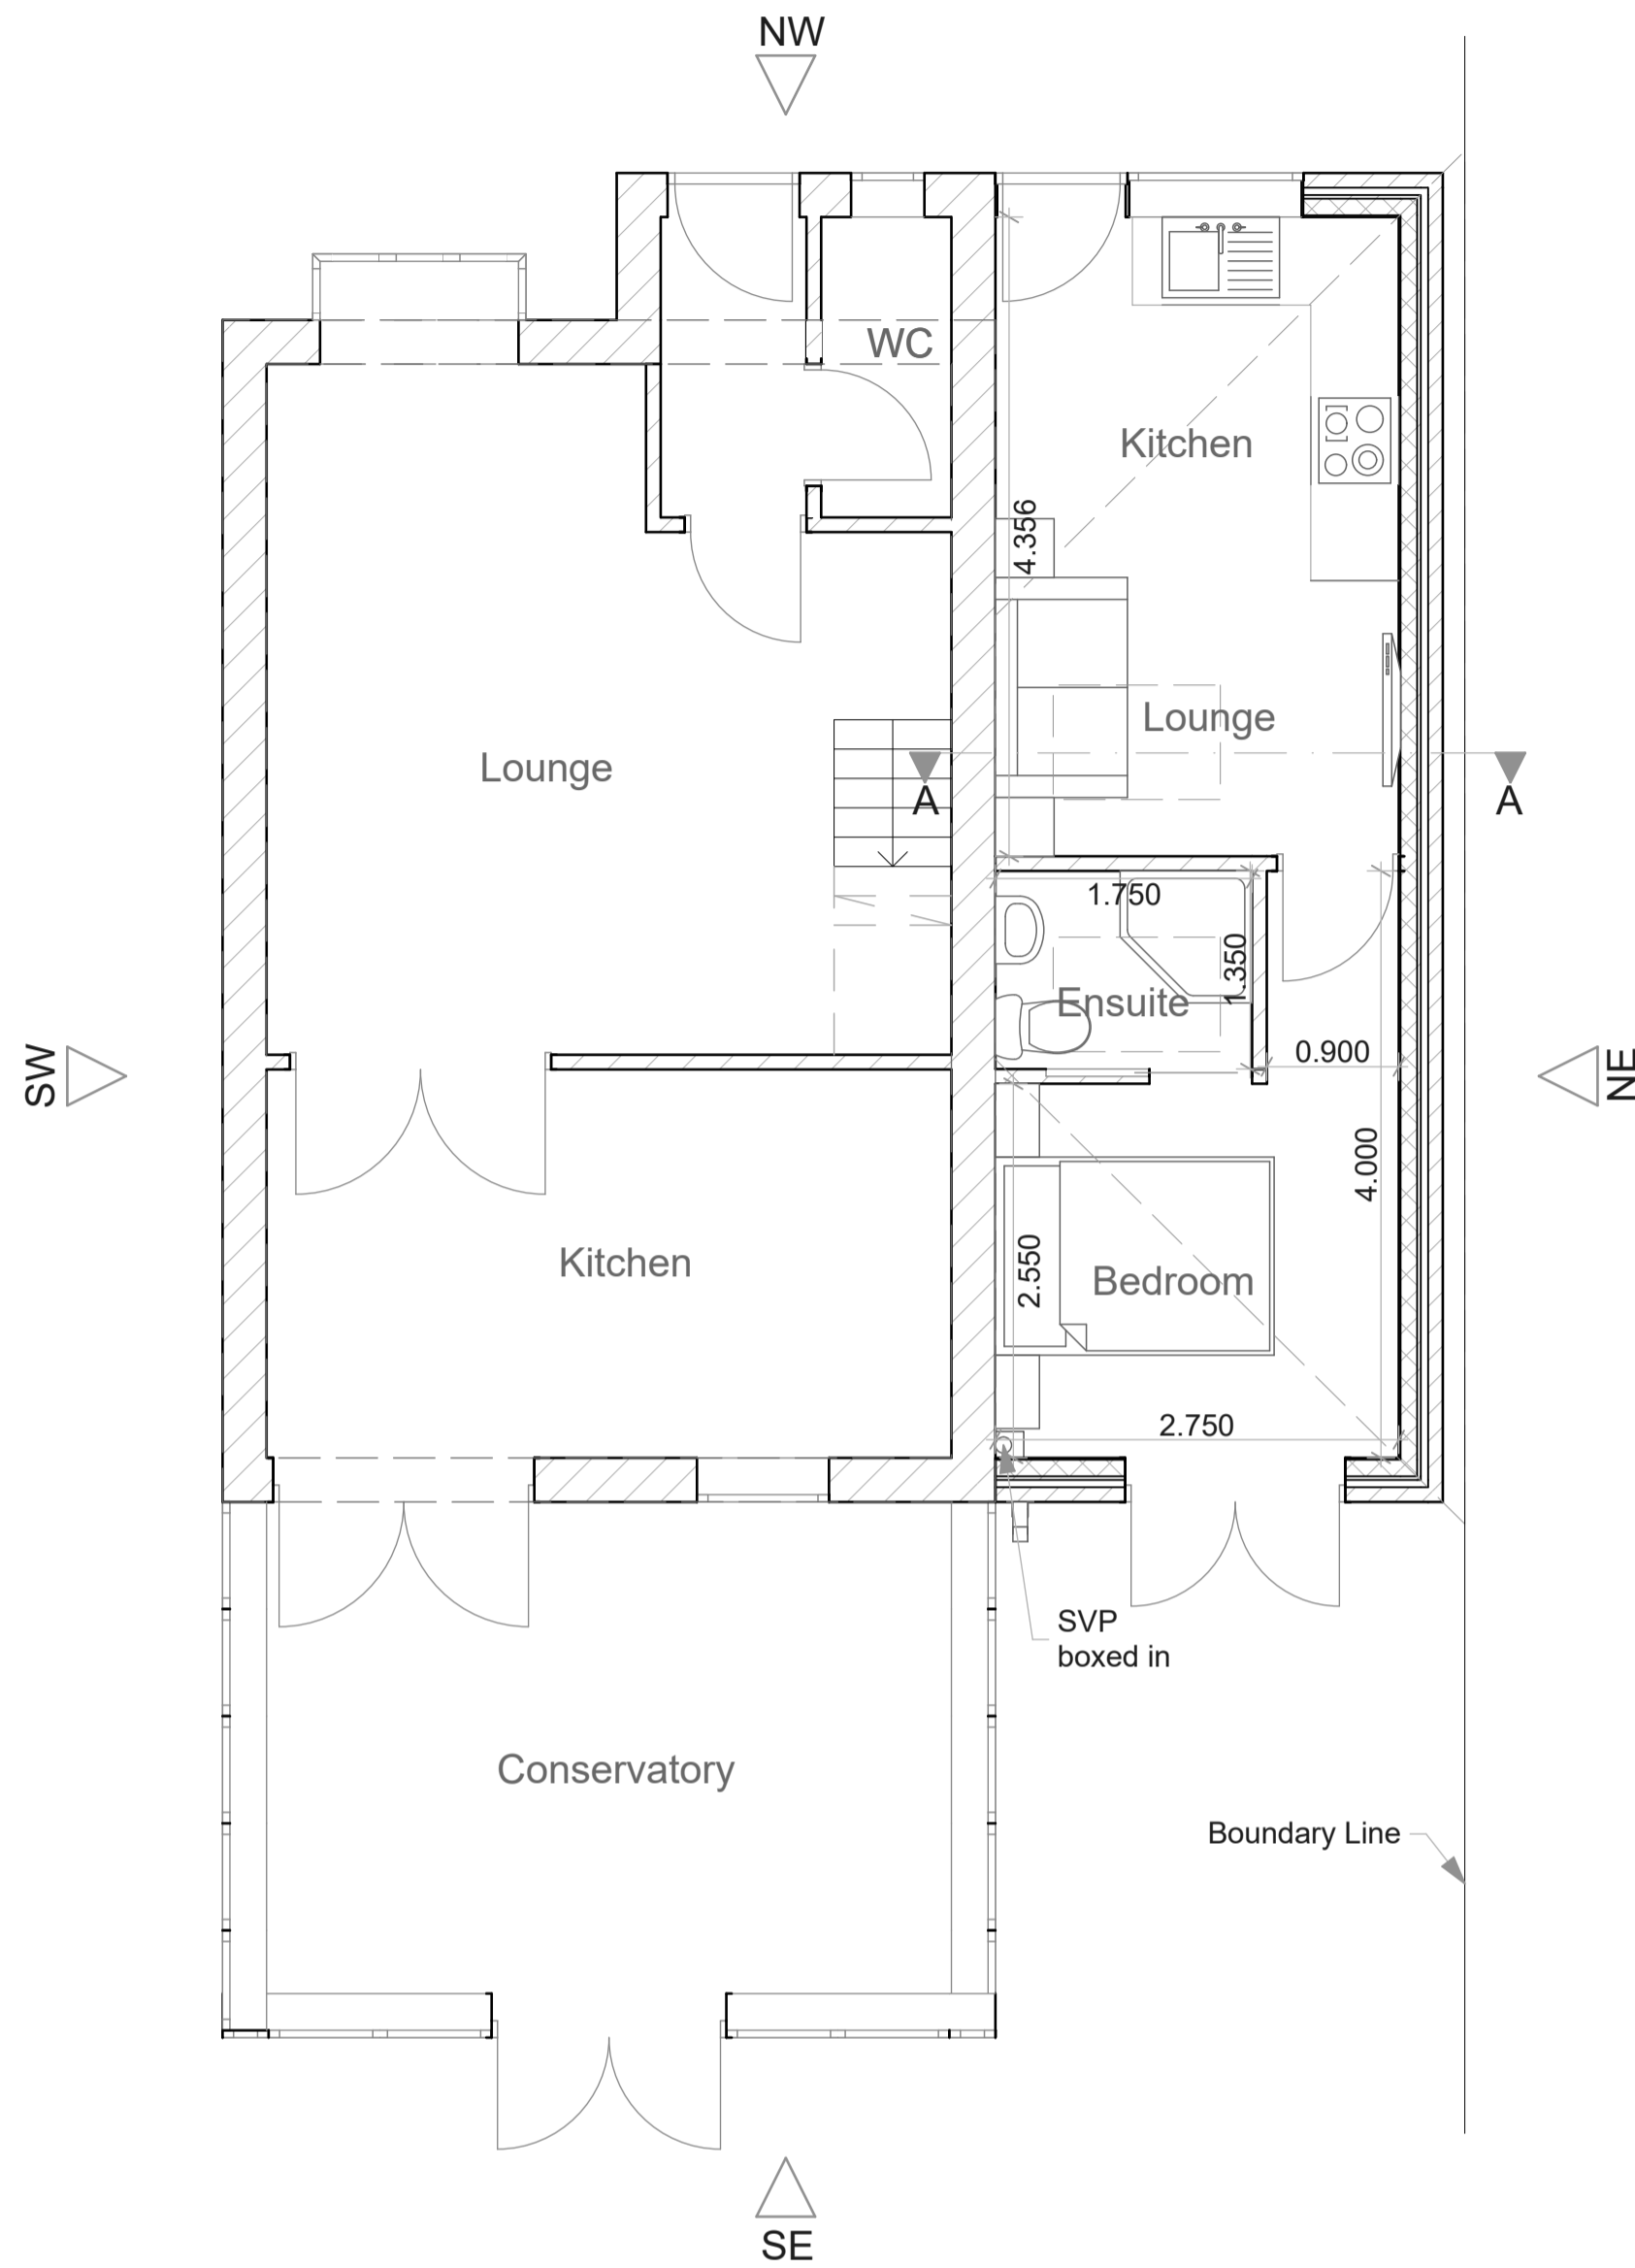 NW
WC
Kitchen
4.356
Lounge
Lounge
A
A
1.750
1.350
Ensuite
0.900
SW
NE
4.000
Kitchen
2.550
Bedroom
2.750
SVP
boxed in
Conservatory
Boundary Line
SE